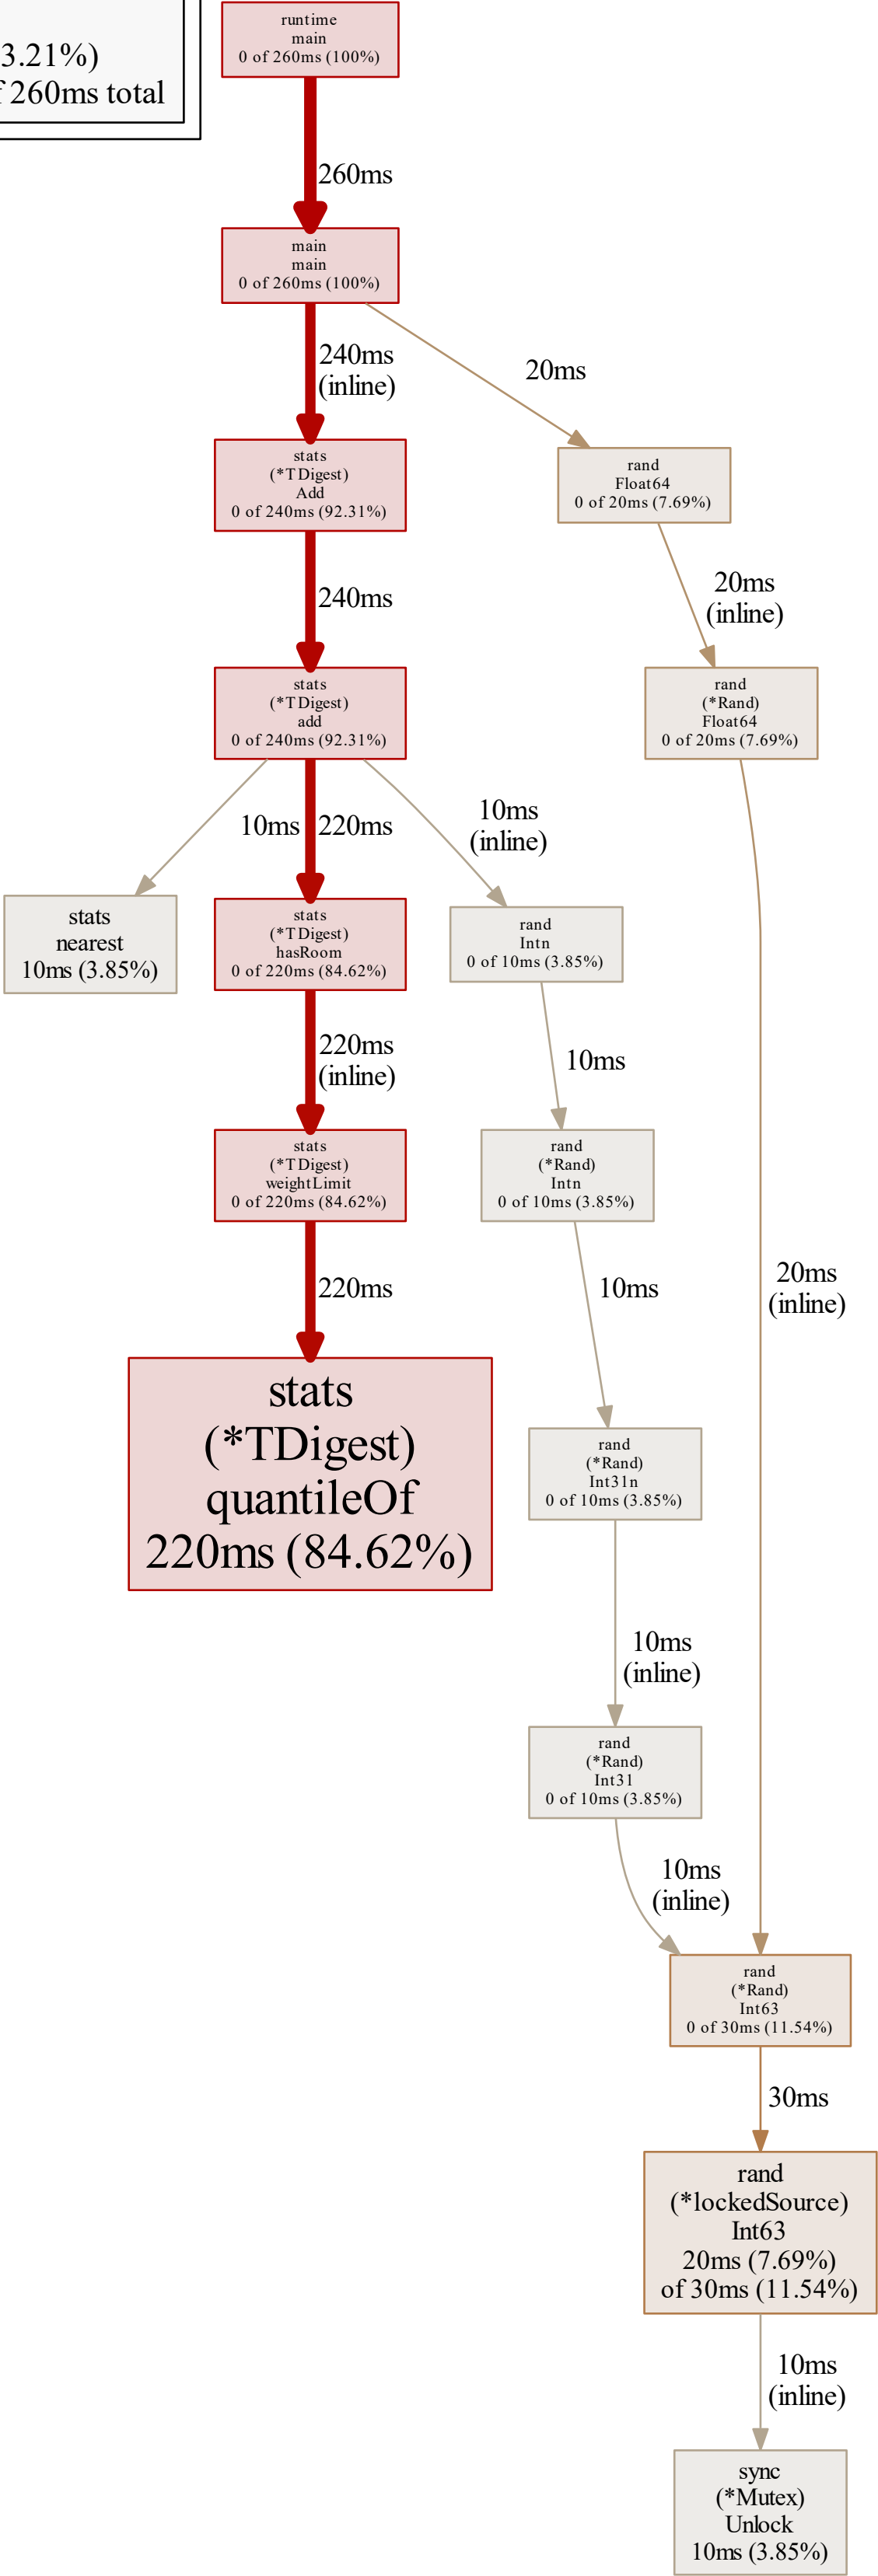 3.21%)
f 260ms total
runtime
main
0 of 260ms (100%)
260ms
main
main
0 of 260ms (100%)
240ms
(inline)
20ms
stats
(*TDigest)
Add
0 of 240ms (92.31%)
rand
Float64
0 of 20ms (7.69%)
240ms
20ms
(inline)
stats
(*TDigest)
add
0 of 240ms (92.31%)
rand
(*Rand)
Float64
0 of 20ms (7.69%)
10ms
220ms
10ms
(inline)
stats
nearest
10ms (3.85%)
stats
(*TDigest)
hasRoom
0 of 220ms (84.62%)
rand
Intn
0 of 10ms (3.85%)
220ms
(inline)
10ms
stats
(*TDigest)
weightLimit
0 of 220ms (84.62%)
rand
(*Rand)
Intn
0 of 10ms (3.85%)
220ms
10ms
20ms
(inline)
stats
(*TDigest)
quantileOf
220ms (84.62%)
rand
(*Rand)
Int31n
0 of 10ms (3.85%)
10ms
(inline)
rand
(*Rand)
Int31
0 of 10ms (3.85%)
10ms
(inline)
rand
(*Rand)
Int63
0 of 30ms (11.54%)
30ms
rand
(*lockedSource)
Int63
20ms (7.69%)
of 30ms (11.54%)
10ms
(inline)
sync
(*Mutex)
Unlock
10ms (3.85%)